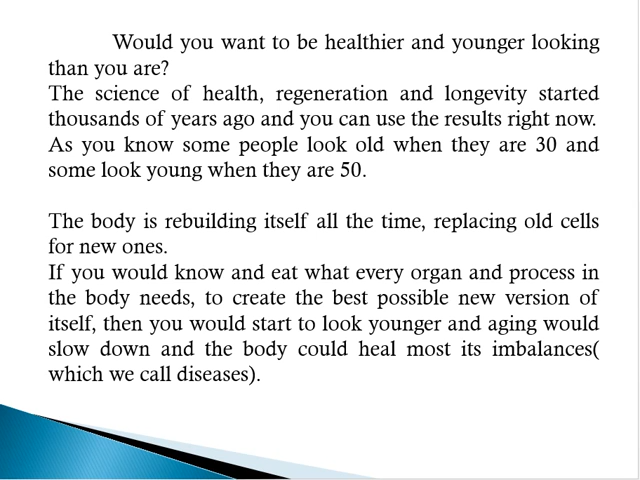 Would you want to be healthier and younger looking
than you are?
The science of health, regeneration and longevity started
thousands of years ago and you can use the results right now.
As you know some people look old when they are 30 and
some look young when they are 50.
The body is rebuilding itself all the time, replacing old cells
for new ones.
If you would know and eat what every organ and process in
the body needs, to create the best possible new version of
itself, then you would start to look younger and aging would
slow down and the body could heal most its imbalances(
which we call diseases).